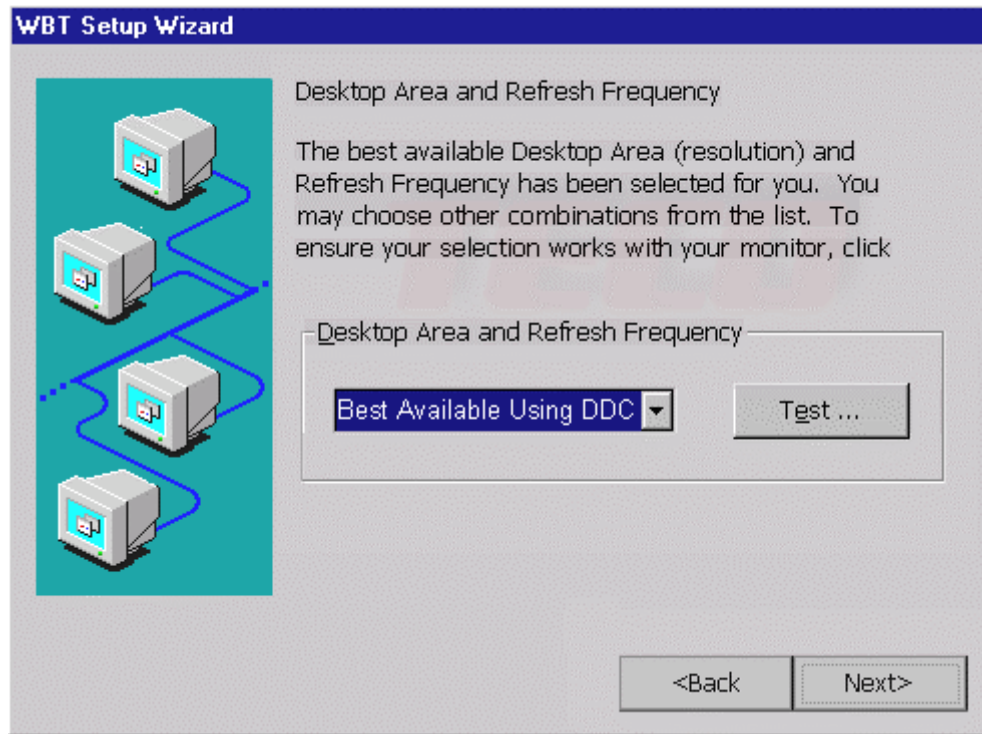 WBT Setup Wizard
Desktop Area and Refresh Frequency
The best available Desktop Area (resolution) and
Refresh Frequency has been selected for you. You
may choose other combinations from the list. To
ensure your selection works with your monitor, click
Desktop Area and Refresh Frequency
Best Available Using DDC
Test ...
<Back
Next>